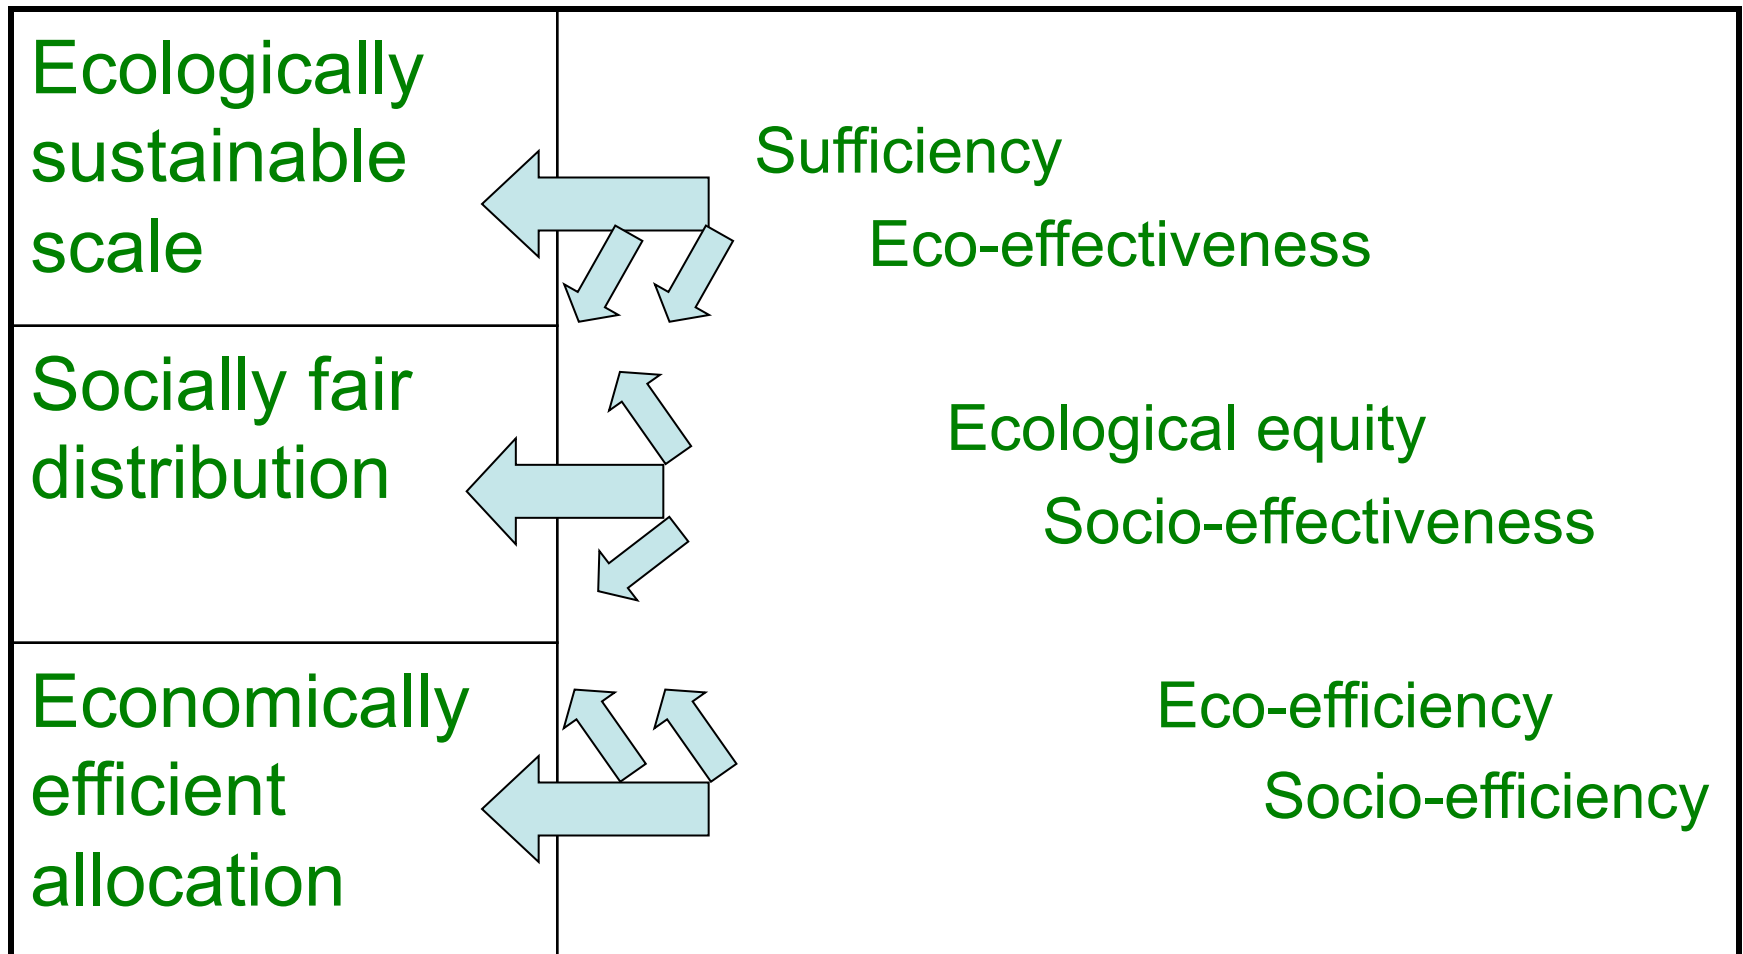 Ecologically
sustainable
scale
Sufficiency
Eco-effectiveness
Socially fair
distribution
Ecological equity
Socio-effectiveness
Economically
efficient
allocation
Eco-efficiency
Socio-efficiency